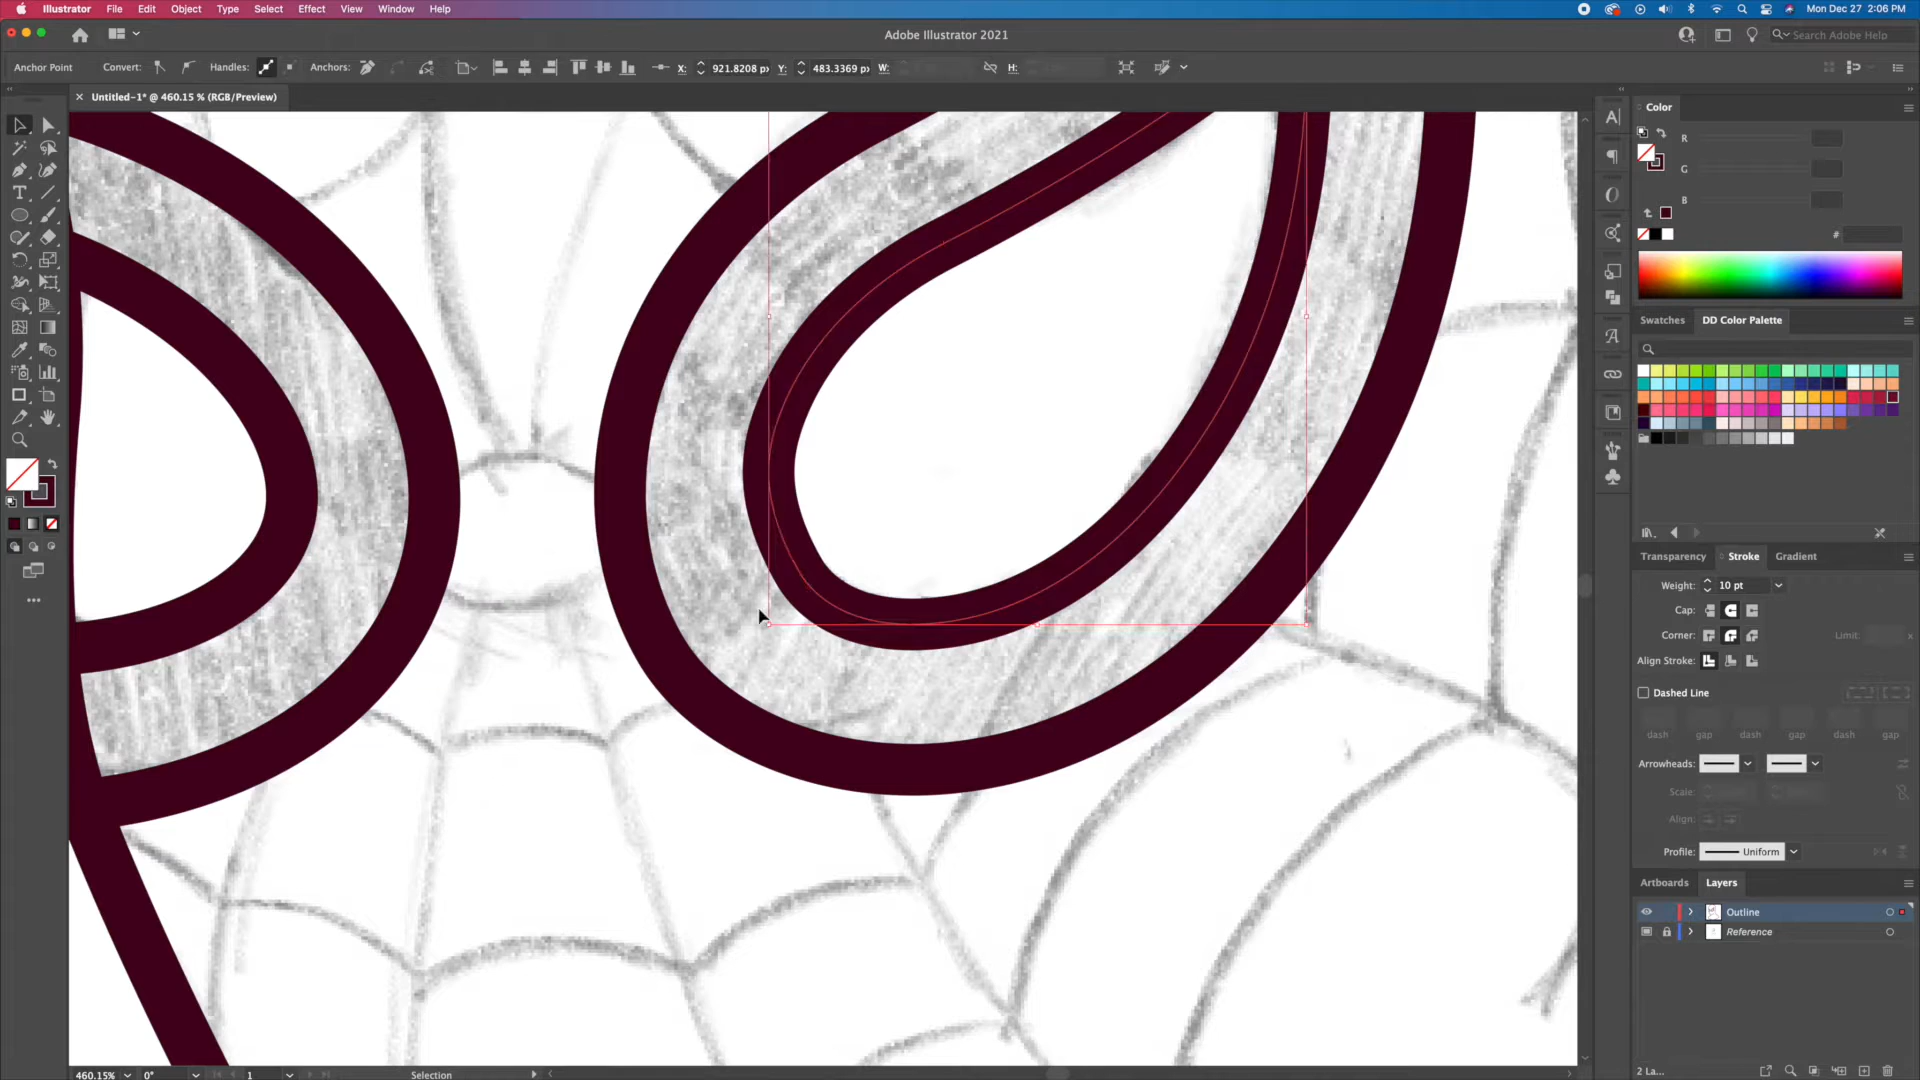 Illustrator File Edit Object Type Select Effect View Window Help
Mon Dec 27 2:06 PM
Adobe Illustrator 2021
Search Adobe Help
Anchor Point Convert: Handles: Anchors: X: 921.8208 px Y: 483.3369 px W: H:
Untitled-1* @ 460.15 % (RGB/Preview)
Color
R
G
B
#
Swatches DD Color Palette
Transparency Stroke Gradient
Weight: 10 pt
Cap:
Corner: Limit: x
Align Stroke:
Dashed Line
dash gap dash gap dash gap
Arrowheads:
Scale:
Align:
Profile: Uniform
Artboards Layers
Outline
Reference
2 La...
460.15% 0° 1 Selection